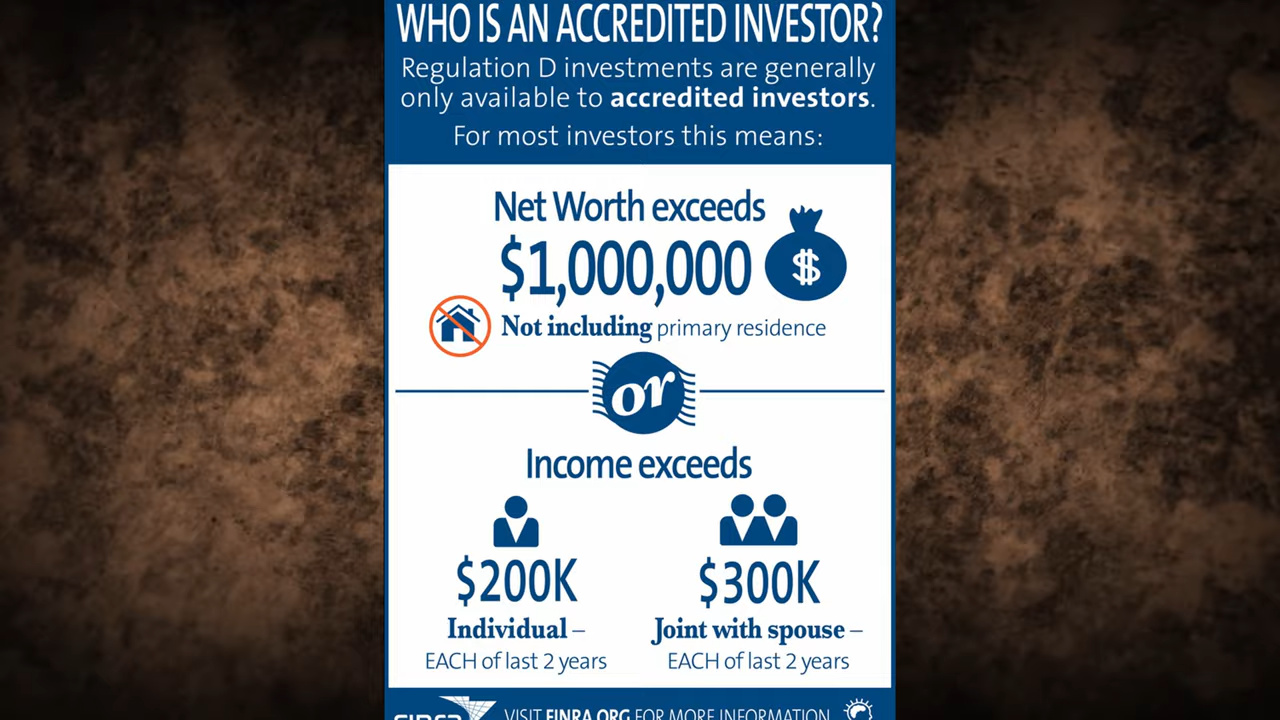 WHO IS AN ACCREDITED INVESTOR?
Regulation D investments are generally
only available to accredited investors.
For most investors this means:
Net Worth exceeds
$1,000,000
$
Not including primary residence
or
Income exceeds
$200K
Individual –
EACH of last 2 years
$300K
Joint with spouse –
EACH of last 2 years
FINRA
VISIT FINRA.ORG FOR MORE INFORMATION